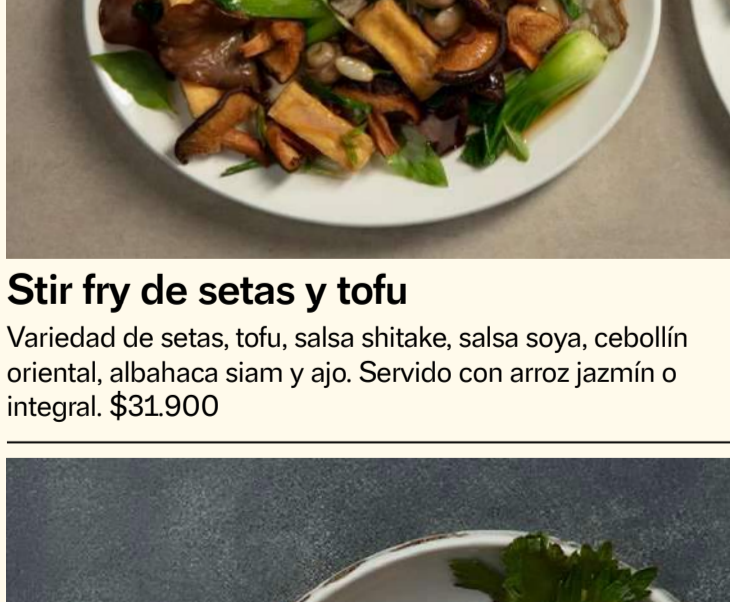 Stir fry de setas y tofu
Variedad de setas, tofu, salsa shitake, salsa soya, cebollín
oriental, albahaca siam y ajo. Servido con arroz jazmín o
integral. $31.900